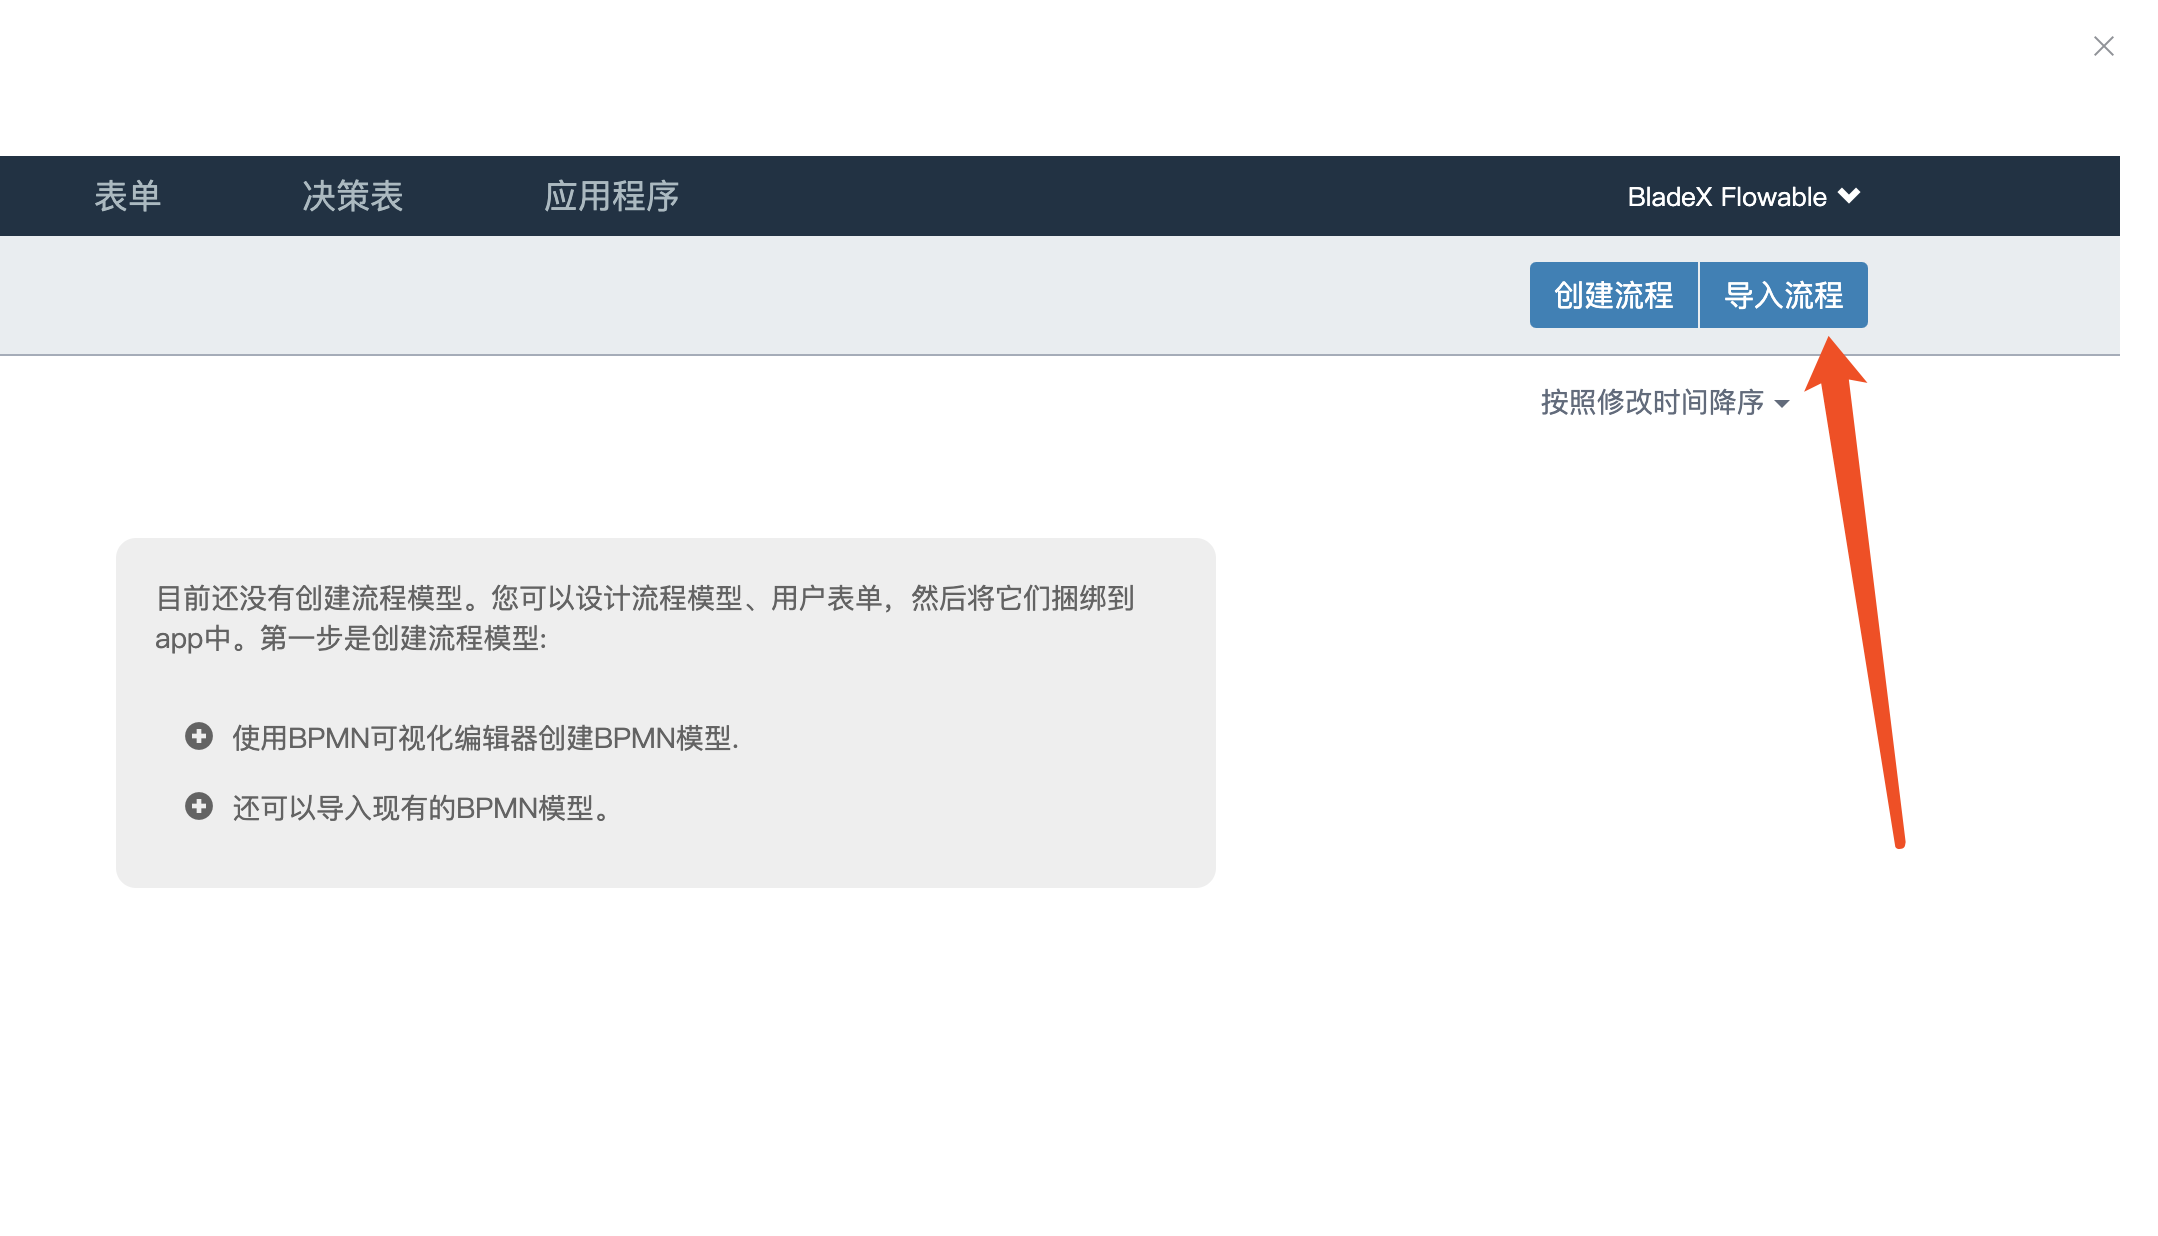 表单 决策表 应用程序 BladeX Flowable
创建流程 导入流程
按照修改时间降序
目前还没有创建流程模型。您可以设计流程模型、用户表单，然后将它们捆绑到
app中。第一步是创建流程模型:
使用BPMN可视化编辑器创建BPMN模型.
还可以导入现有的BPMN模型。